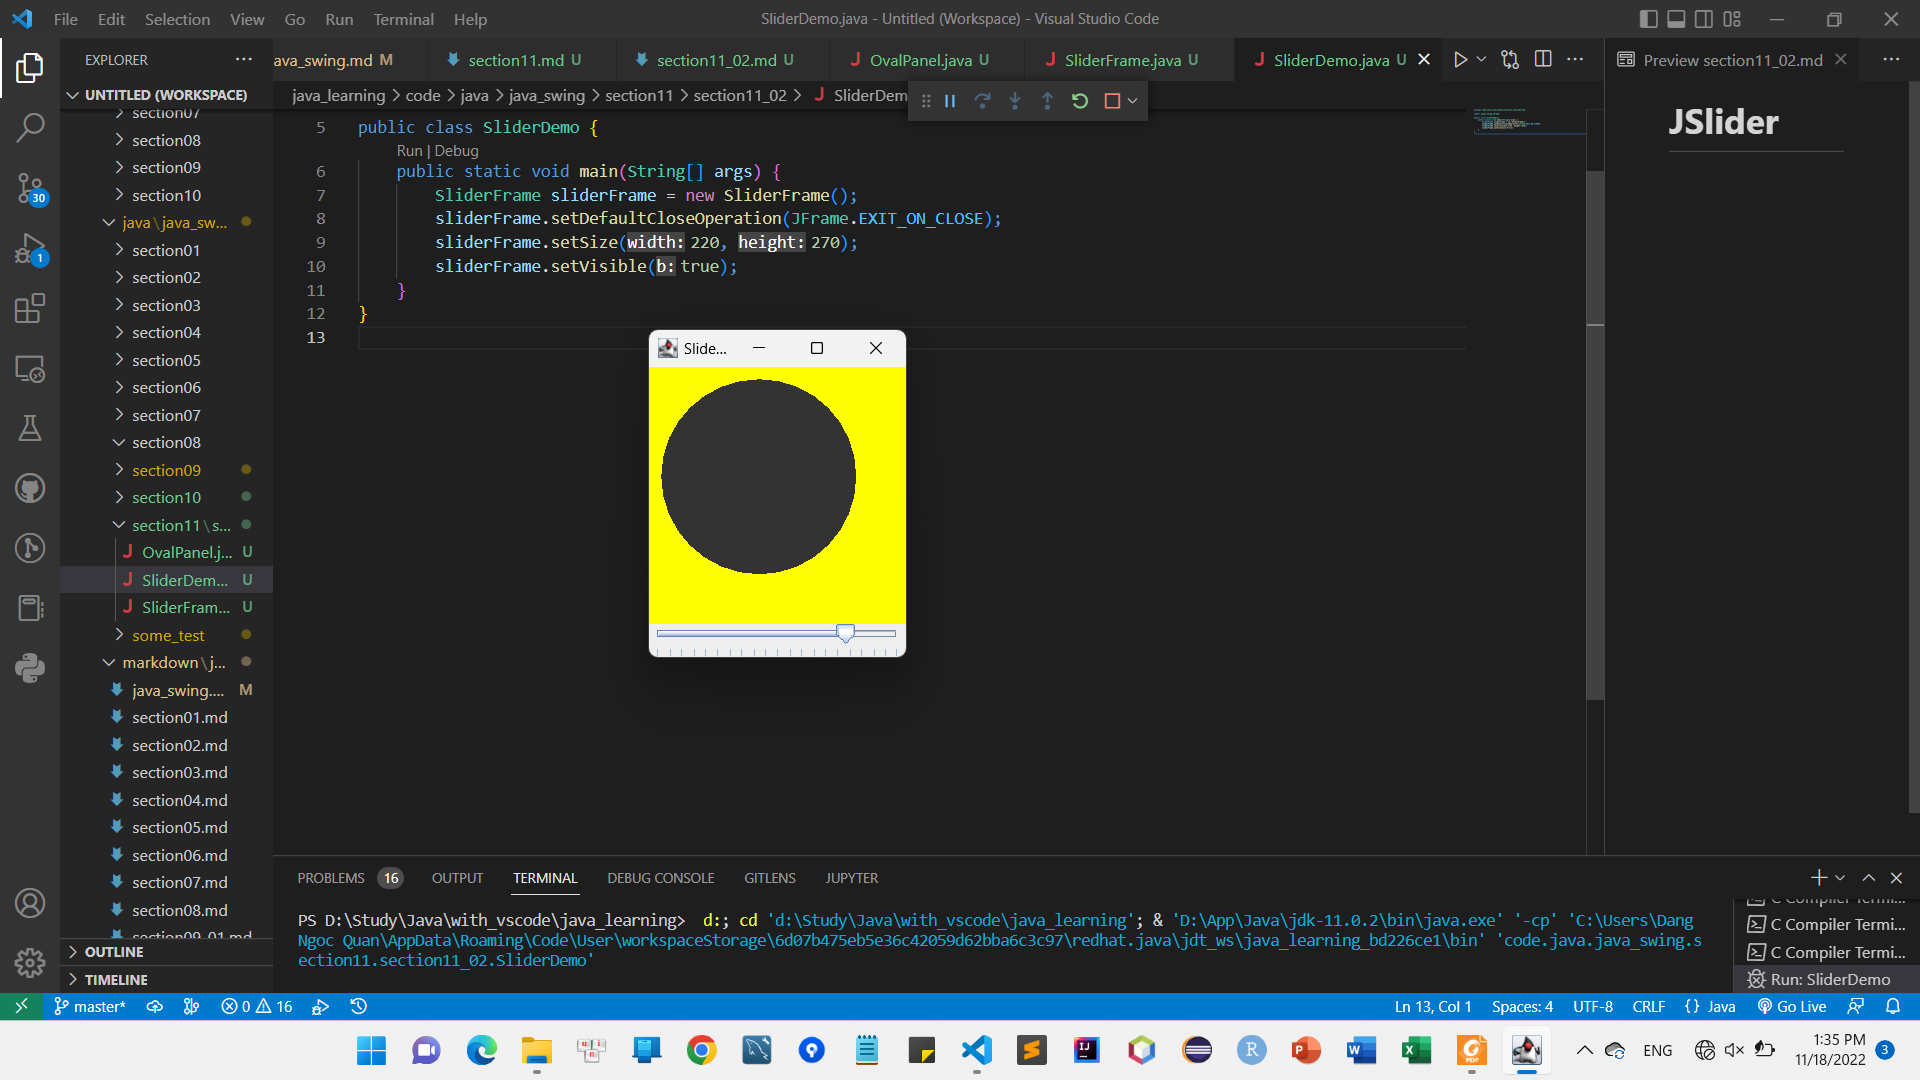 File Edit Selection View Go Run Terminal Help
SliderDemo.java - Untitled (Workspace) - Visual Studio Code
EXPLORER
ava_swing.md M
section11.md U
section11_02.md U
OvalPanel.java U
SliderFrame.java U
SliderDemo.java U
Preview section11_02.md
UNTITLED (WORKSPACE)
section07
section08
section09
section10
java\java_sw...
section01
section02
section03
section04
section05
section06
section07
section08
section09
section10
section11\s...
OvalPanel.j... U
SliderDem... U
SliderFram... U
some_test
markdown\j...
java_swing.... M
section01.md
section02.md
section03.md
section04.md
section05.md
section06.md
section07.md
section08.md
section09_01.md
OUTLINE
TIMELINE
30
1
java_learning > code > java > java_swing > section11 > section11_02 > SliderDem
5 public class SliderDemo {
Run | Debug
6 public static void main(String[] args) {
7 SliderFrame sliderFrame = new SliderFrame();
8 sliderFrame.setDefaultCloseOperation(JFrame.EXIT_ON_CLOSE);
9 sliderFrame.setSize(width: 220, height: 270);
10 sliderFrame.setVisible(b: true);
11 }
12 }
13
Slide...
JSlider
PROBLEMS 16 OUTPUT TERMINAL DEBUG CONSOLE GITLENS JUPYTER
PS D:\Study\Java\with_vscode\java_learning> d:; cd 'd:\Study\Java\with_vscode\java_learning'; & 'D:\App\Java\jdk-11.0.2\bin\java.exe' '-cp' 'C:\Users\Dang
Ngoc Quan\AppData\Roaming\Code\User\workspaceStorage\6d07b475eb5e36c42059d62bba6c3c97\redhat.java\jdt_ws\java_learning_bd226ce1\bin' 'code.java.java_swing.s
ection11.section11_02.SliderDemo'
C Compiler Termi...
C Compiler Termi...
C Compiler Termi...
Run: SliderDemo
master* 0 16
Ln 13, Col 1 Spaces: 4 UTF-8 CRLF {} Java Go Live
ENG
1:35 PM
11/18/2022
3